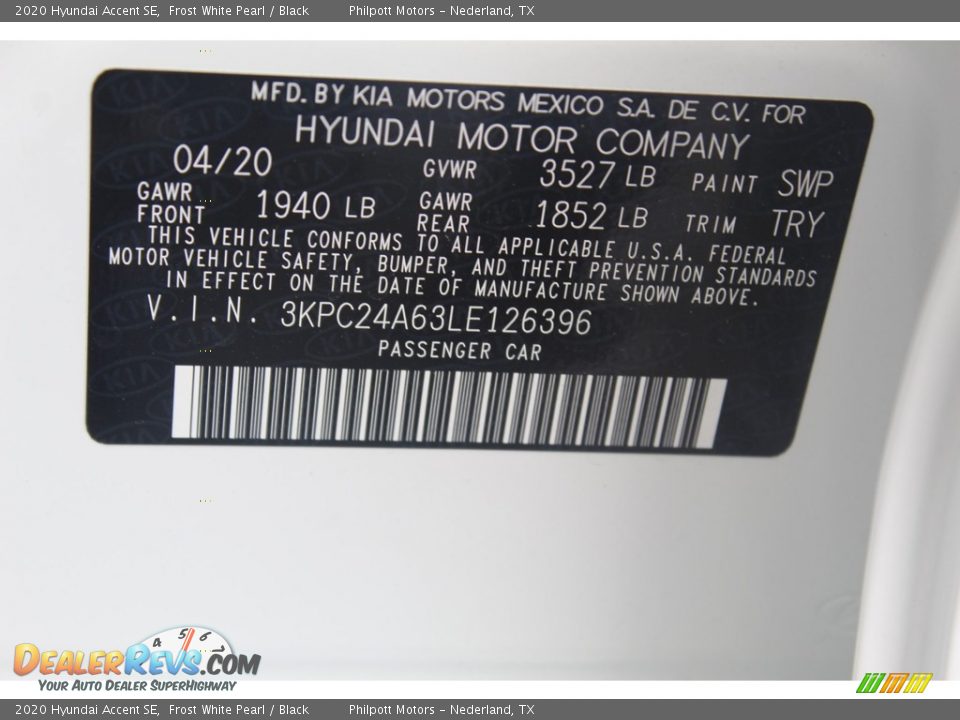 2020 Hyundai Accent SE, Frost White Pearl / Black Philpott Motors - Nederland, TX
MFD. BY KIA MOTORS MEXICO S.A. DE C.V. FOR
HYUNDAI MOTOR COMPANY
04/20 GVWR 3527 LB PAINT SWP
GAWR FRONT 1940 LB GAWR REAR 1852 LB TRIM TRY
THIS VEHICLE CONFORMS TO ALL APPLICABLE U.S.A. FEDERAL
MOTOR VEHICLE SAFETY, BUMPER, AND THEFT PREVENTION STANDARDS
IN EFFECT ON THE DATE OF MANUFACTURE SHOWN ABOVE.
V.I.N. 3KPC24A63LE126396
PASSENGER CAR
4 5 6
DEALERREVS.COM
YOUR AUTO DEALER SUPERHIGHWAY
2020 Hyundai Accent SE, Frost White Pearl / Black Philpott Motors - Nederland, TX